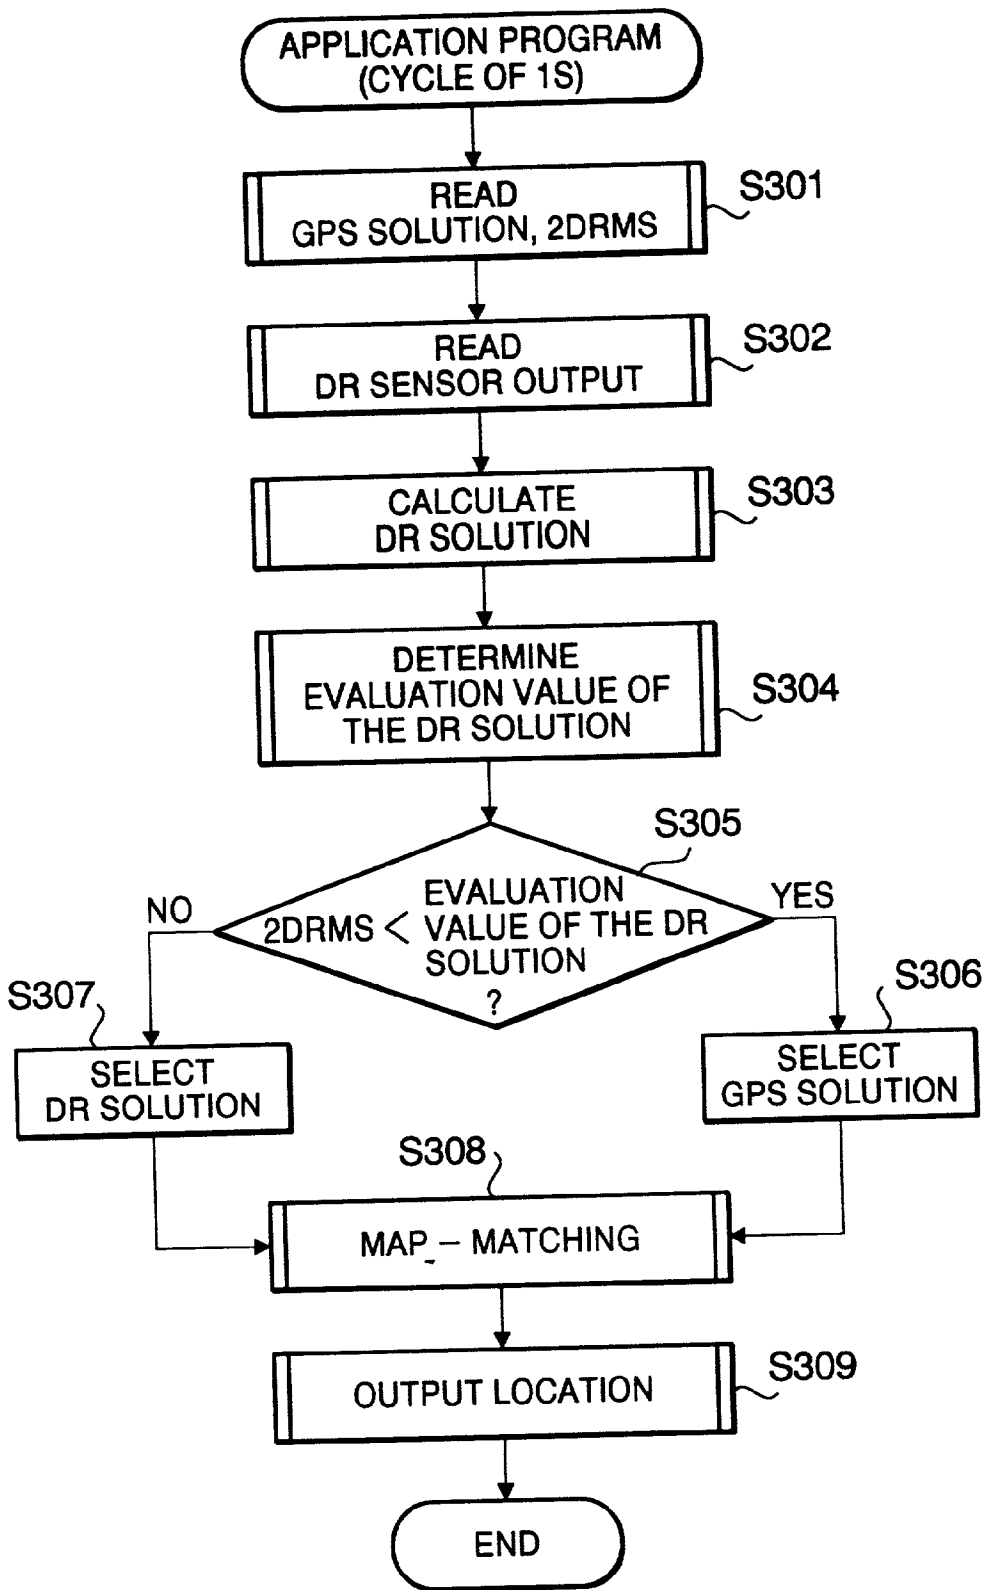 APPLICATION PROGRAM
(CYCLE OF 1S)
READ
GPS SOLUTION, 2DRMS
S301
READ
DR SENSOR OUTPUT
S302
CALCULATE
DR SOLUTION
S303
DETERMINE
EVALUATION VALUE OF
THE DR SOLUTION
S304
S305
2DRMS < EVALUATION
VALUE OF THE DR
SOLUTION
?
NO
YES
S307
SELECT
DR SOLUTION
S306
SELECT
GPS SOLUTION
S308
MAP - MATCHING
OUTPUT LOCATION
S309
END